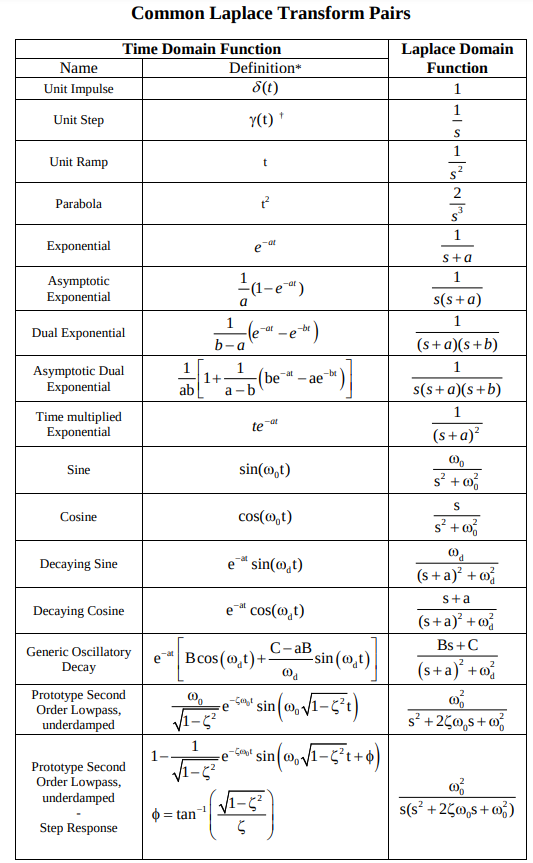 Common Laplace Transform Pairs
Time Domain Function
Laplace Domain Function
Name
Definition*
Unit Impulse
δ(t)
1
Unit Step
γ(t) †
1/s
Unit Ramp
t
1/s²
Parabola
t²
2/s³
Exponential
e^(-at)
1/(s+a)
Asymptotic
Exponential
1/a (1−e^(-at))
1/(s(s+a))
Dual Exponential
1/(b−a) (e^(-at) − e^(-bt))
1/((s+a)(s+b))
Asymptotic Dual
Exponential
1/ab [1+ 1/(a−b) (be^(-at) − ae^(-bt))]
1/(s(s+a)(s+b))
Time multiplied
Exponential
te^(-at)
1/(s+a)²
Sine
sin(ω₀t)
ω₀/(s² + ω₀²)
Cosine
cos(ω₀t)
s/(s² + ω₀²)
Decaying Sine
e^(-at) sin(ω_d t)
ω_d/((s+a)² + ω_d²)
Decaying Cosine
e^(-at) cos(ω_d t)
(s+a)/((s+a)² + ω_d²)
Generic Oscillatory
Decay
e^(-at) [B cos(ω_d t) + (C−aB)/ω_d sin(ω_d t)]
(Bs+C)/((s+a)² + ω_d²)
Prototype Second
Order Lowpass,
underdamped
ω₀/√(1−ζ²) e^(-ζω₀t) sin(ω₀√(1−ζ²) t)
ω₀²/(s² + 2ζω₀s + ω₀²)
Prototype Second
Order Lowpass,
underdamped
-
Step Response
1− 1/√(1−ζ²) e^(-ζω₀t) sin(ω₀√(1−ζ²) t + ϕ)
ϕ = tan⁻¹(√(1−ζ²)/ζ)
ω₀²/(s(s² + 2ζω₀s + ω₀²))